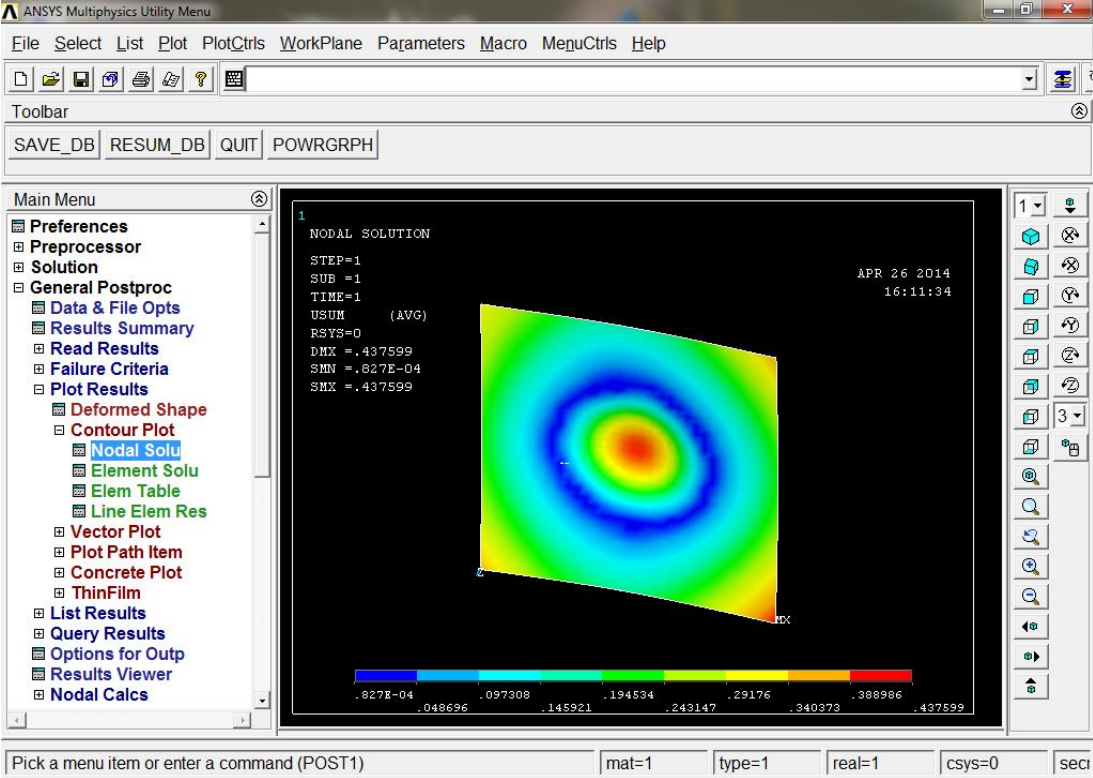 ANSYS Multiphysics Utility Menu
File Select List Plot PlotCtrls WorkPlane Parameters Macro MenuCtrls Help
Toolbar
SAVE_DB RESUM_DB QUIT POWRGRPH
Main Menu
Preferences
Preprocessor
Solution
General Postproc
Data & File Opts
Results Summary
Read Results
Failure Criteria
Plot Results
Deformed Shape
Contour Plot
Nodal Solu
Element Solu
Elem Table
Line Elem Res
Vector Plot
Plot Path Item
Concrete Plot
ThinFilm
List Results
Query Results
Options for Outp
Results Viewer
Nodal Calcs
1
NODAL SOLUTION
STEP=1
SUB =1
TIME=1
USUM (AVG)
RSYS=0
DMX =.437599
SMN =.827E-04
SMX =.437599
APR 26 2014
16:11:34
Z
MX
.827E-04 .097308 .194534 .29176 .388986
.048696 .145921 .243147 .340373 .437599
1
3
Pick a menu item or enter a command (POST1) mat=1 type=1 real=1 csys=0